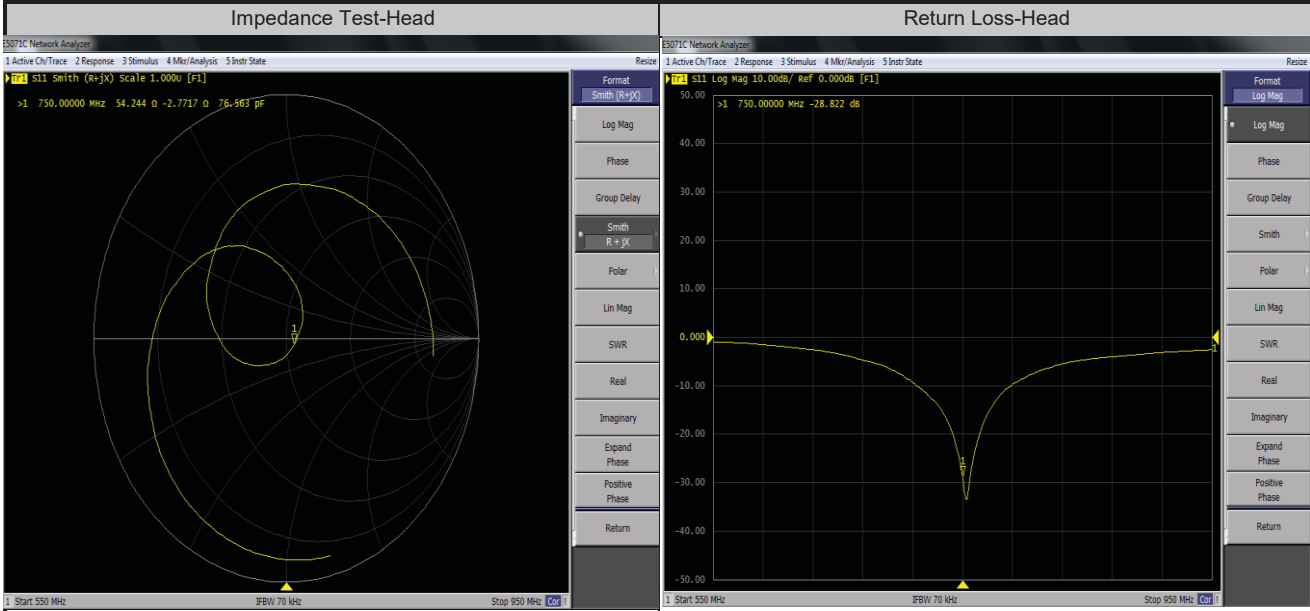 Impedance Test-Head
E5071C Network Analyzer
1 Active Ch/Trace 2 Response 3 Stimulus 4 Mkr/Analysis 5 Instr State
Resize
Tr1 S11 Smith (R+jX) Scale 1.000U [F1]
>1 750.00000 MHz 54.244 Ω -2.7717 Ω 76.563 pF
1
Format
Smith (R+jX)
Log Mag
Phase
Group Delay
Smith
R + jX
Polar
Lin Mag
SWR
Real
Imaginary
Expand
Phase
Positive
Phase
Return
1 Start 550 MHz
IFBW 70 kHz
Stop 950 MHz Cor !
Return Loss-Head
E5071C Network Analyzer
1 Active Ch/Trace 2 Response 3 Stimulus 4 Mkr/Analysis 5 Instr State
Resize
Tr1 S11 Log Mag 10.00dB/ Ref 0.000dB [F1]
50.00
>1 750.00000 MHz -28.822 dB
40.00
30.00
20.00
10.00
0.000
1
-10.00
-20.00
1
-30.00
-40.00
-50.00
Format
Log Mag
Log Mag
Phase
Group Delay
Smith
Polar
Lin Mag
SWR
Real
Imaginary
Expand
Phase
Positive
Phase
Return
1 Start 550 MHz
IFBW 70 kHz
Stop 950 MHz Cor !